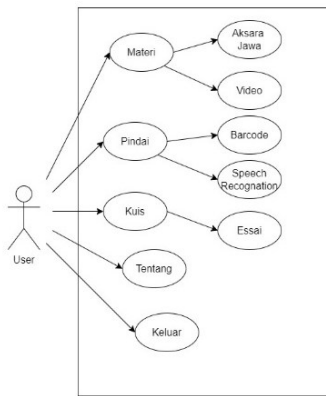 Aksara
Jawa
Materi
Video
Barcode
Pindai
Speech
Recognation
Kuis
Essai
User
Tentang
Keluar